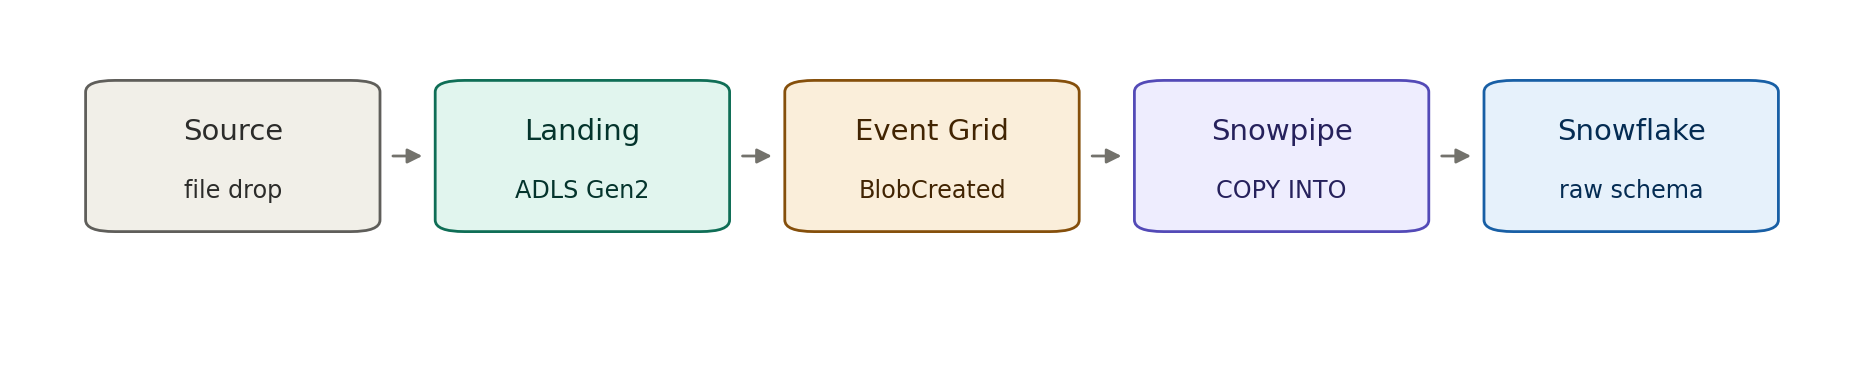 Source
file drop
Landing
ADLS Gen2
Event Grid
BlobCreated
Snowpipe
COPY INTO
Snowflake
raw schema